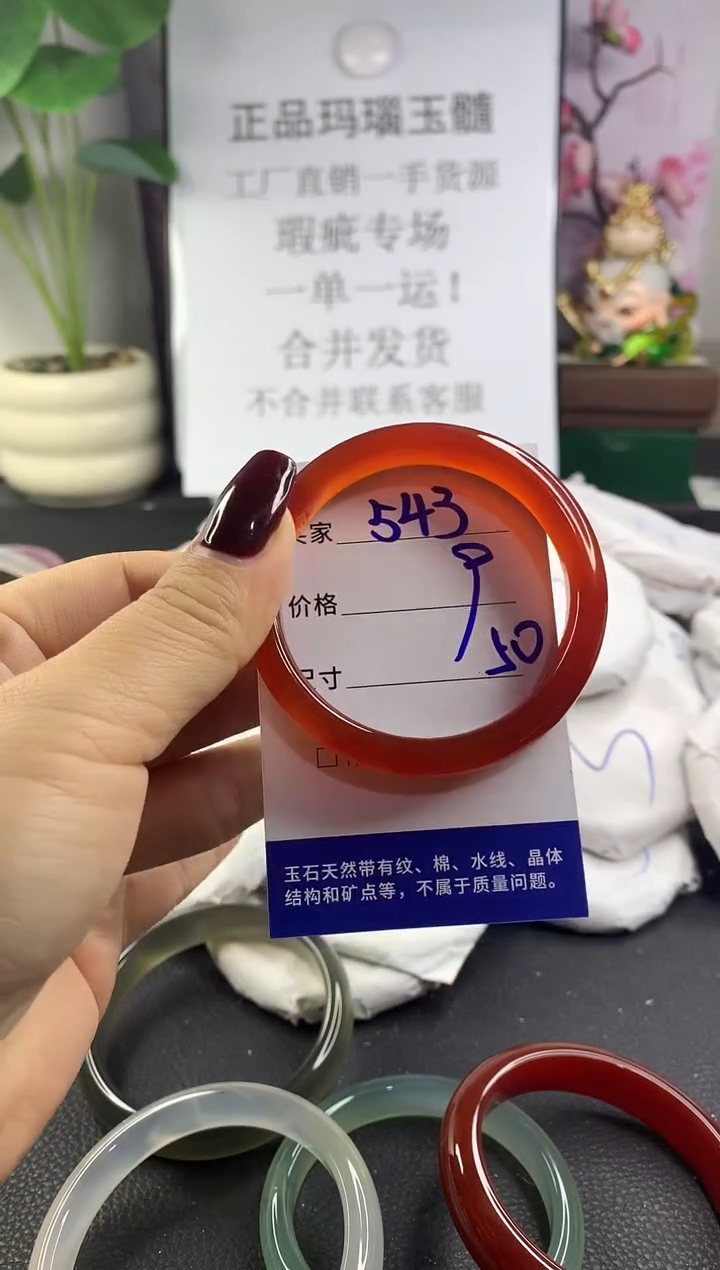 正品玛瑙玉髓
工厂直销一手货源
瑕疵专场
一单一运！
合并发货
不合并联系客服
家 543
价格 9
寸 50
玉石天然带有纹、棉、水线、晶体
结构和矿点等，不属于质量问题。